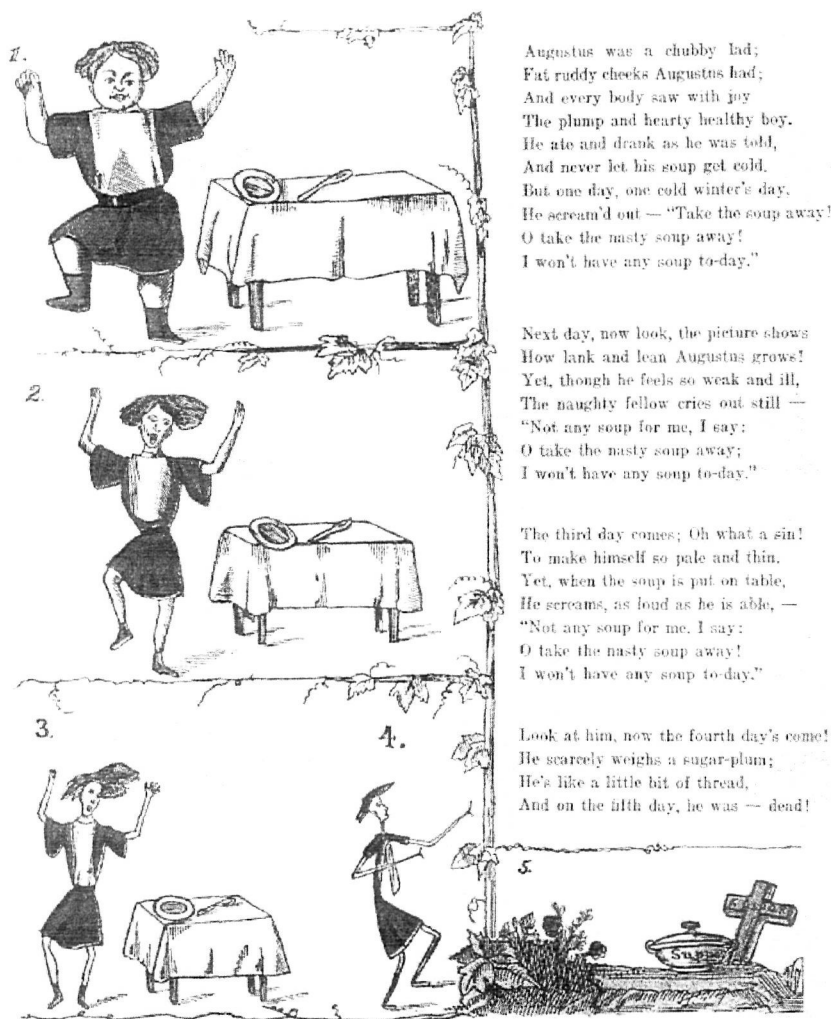 1.
Augustus was a chubby lad;
Fat ruddy cheeks Augustus had;
And every body saw with joy
The plump and hearty healthy boy.
He ate and drank as he was told,
And never let his soup get cold.
But one day, one cold winter's day,
He scream'd out — "Take the soup away!
O take the nasty soup away!
I won't have any soup to-day."
2.
Next day, now look, the picture shows
How lank and lean Augustus grows!
Yet, though he feels so weak and ill,
The naughty fellow cries out still —
"Not any soup for me, I say:
O take the nasty soup away;
I won't have any soup to-day."
The third day comes; Oh what a sin!
To make himself so pale and thin.
Yet, when the soup is put on table,
He screams, as loud as he is able, —
"Not any soup for me, I say:
O take the nasty soup away!
I won't have any soup to-day."
3.
4.
Look at him, now the fourth day's come!
He scarcely weighs a sugar-plum;
He's like a little bit of thread,
And on the fifth day, he was — dead!
5.
Supp